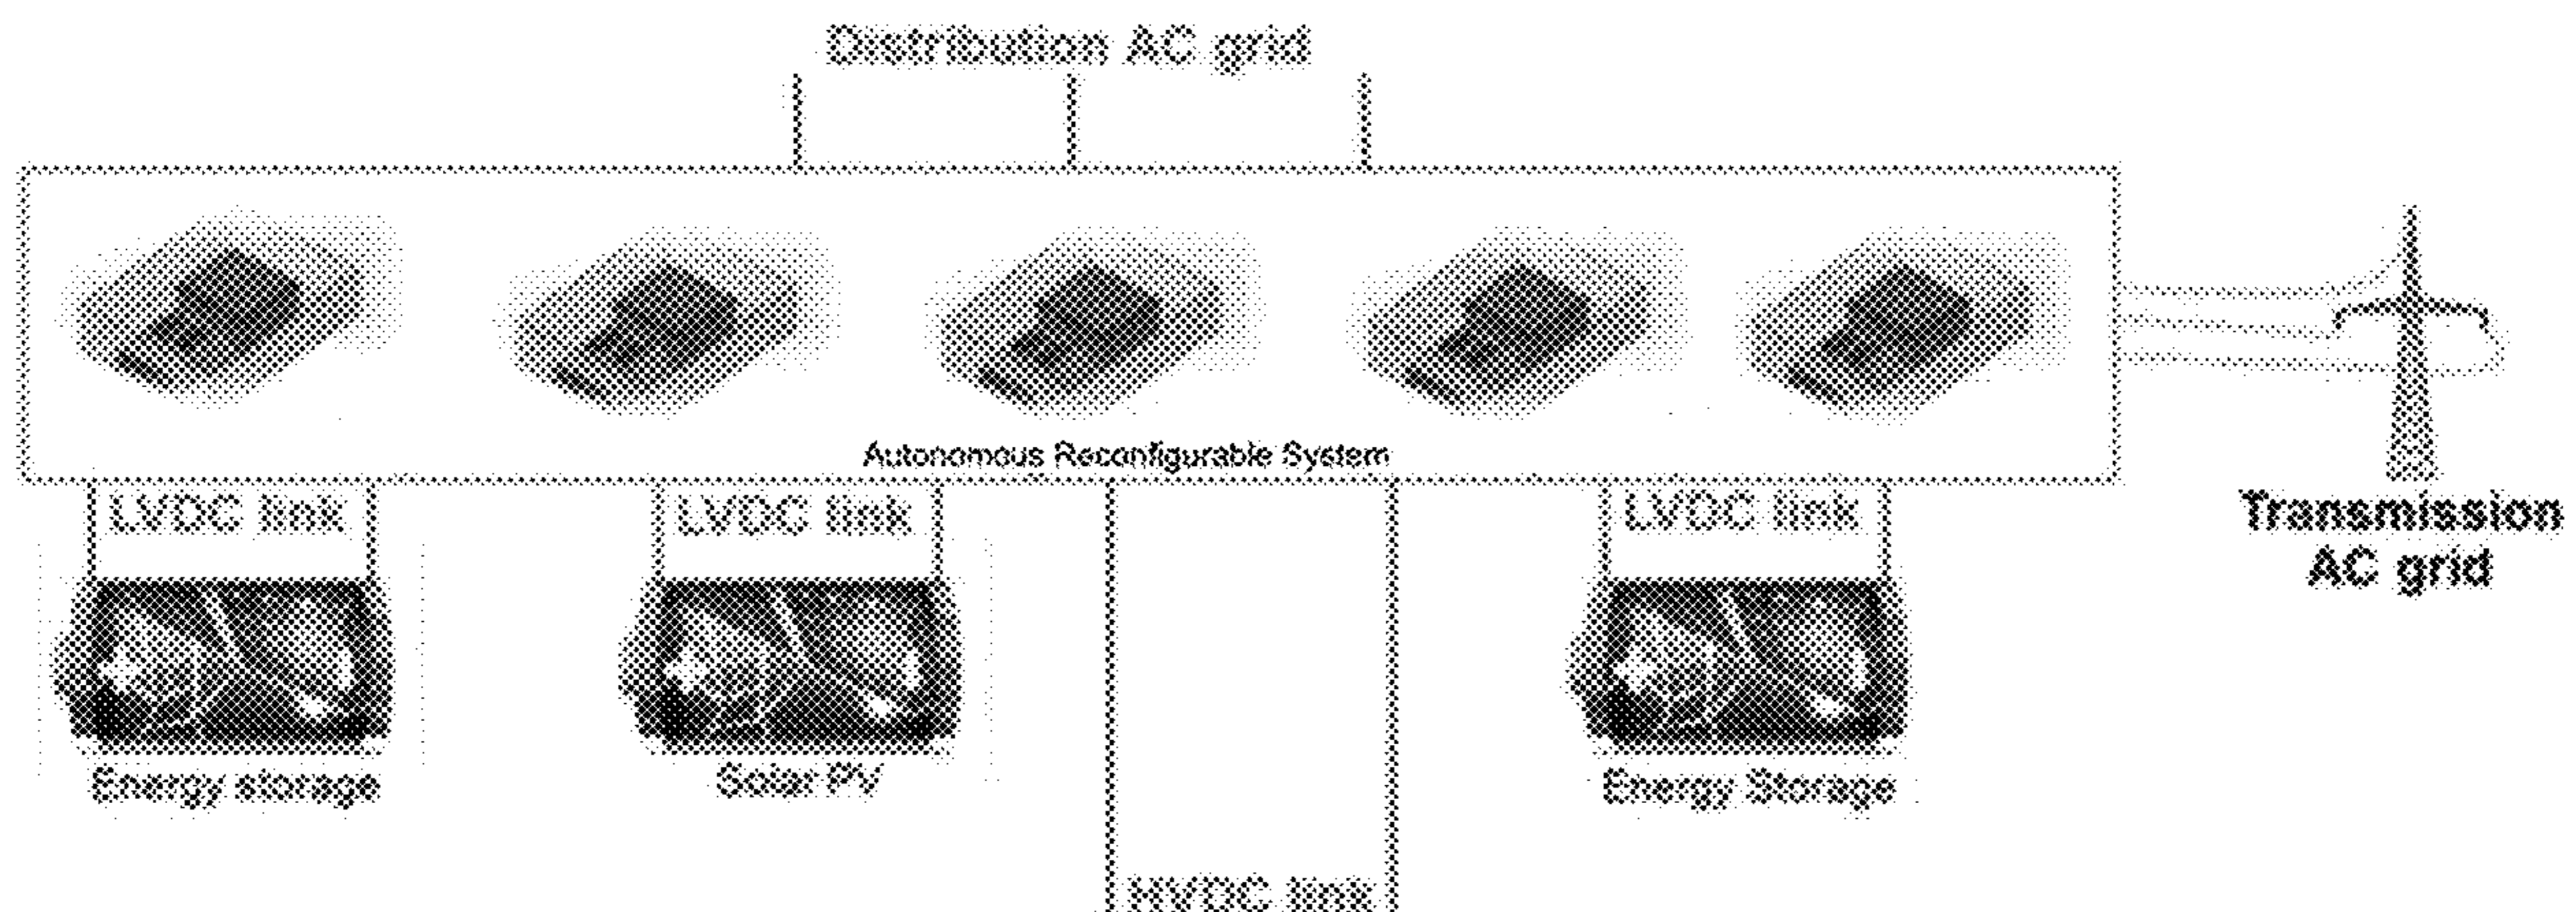 Distribution AC grid
Autonomous Reconfigurable System
LVDC link
LVDC link
LVDC link
Transmission
AC grid
Energy storage
Solar PV
Energy Storage
HVDC link